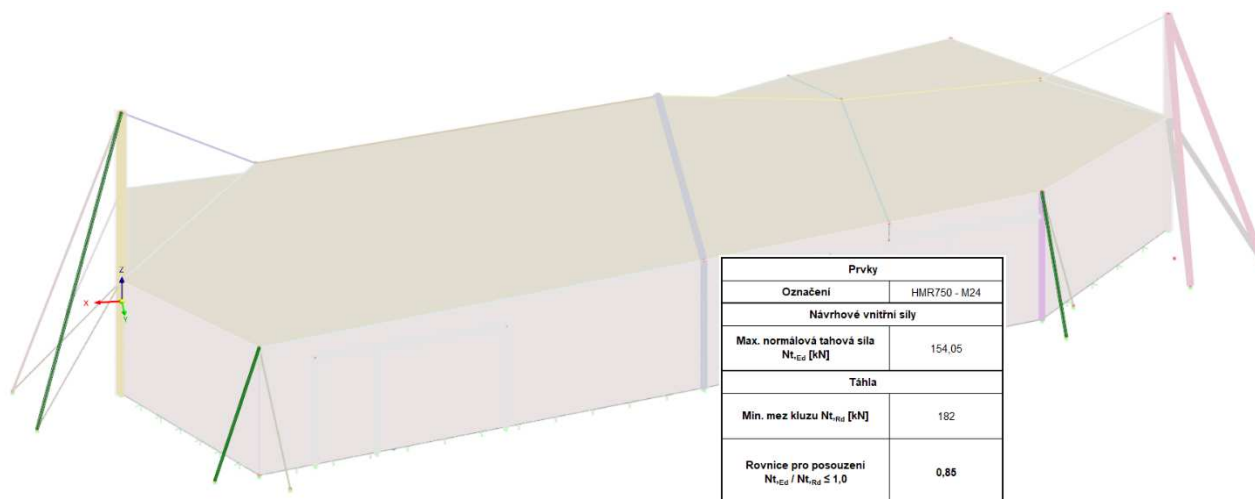 Z
X
Y
Prvky
Označení HMR750 - M24
Návrhové vnitřní síly
Max. normálová tahová síla
Nt,Ed [kN] 154,05
Táhla
Min. mez kluzu Nt,Rd [kN] 182
Rovnice pro posouzení
Nt,Ed / Nt,Rd ≤ 1,0 0,85